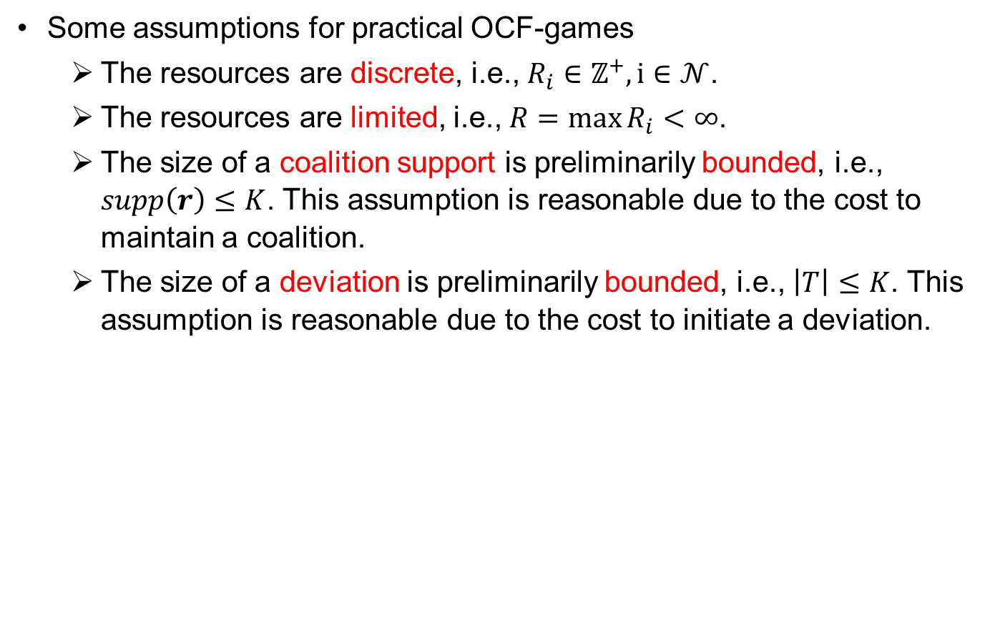 • Some assumptions for practical OCF-games
➢ The resources are discrete, i.e., 𝑅ᵢ ∈ ℤ⁺, i ∈ 𝒩.
➢ The resources are limited, i.e., 𝑅 = max 𝑅ᵢ < ∞.
➢ The size of a coalition support is preliminarily bounded, i.e.,
𝑠𝑢𝑝𝑝(𝒓) ≤ 𝐾. This assumption is reasonable due to the cost to
maintain a coalition.
➢ The size of a deviation is preliminarily bounded, i.e., |𝑇| ≤ 𝐾. This
assumption is reasonable due to the cost to initiate a deviation.